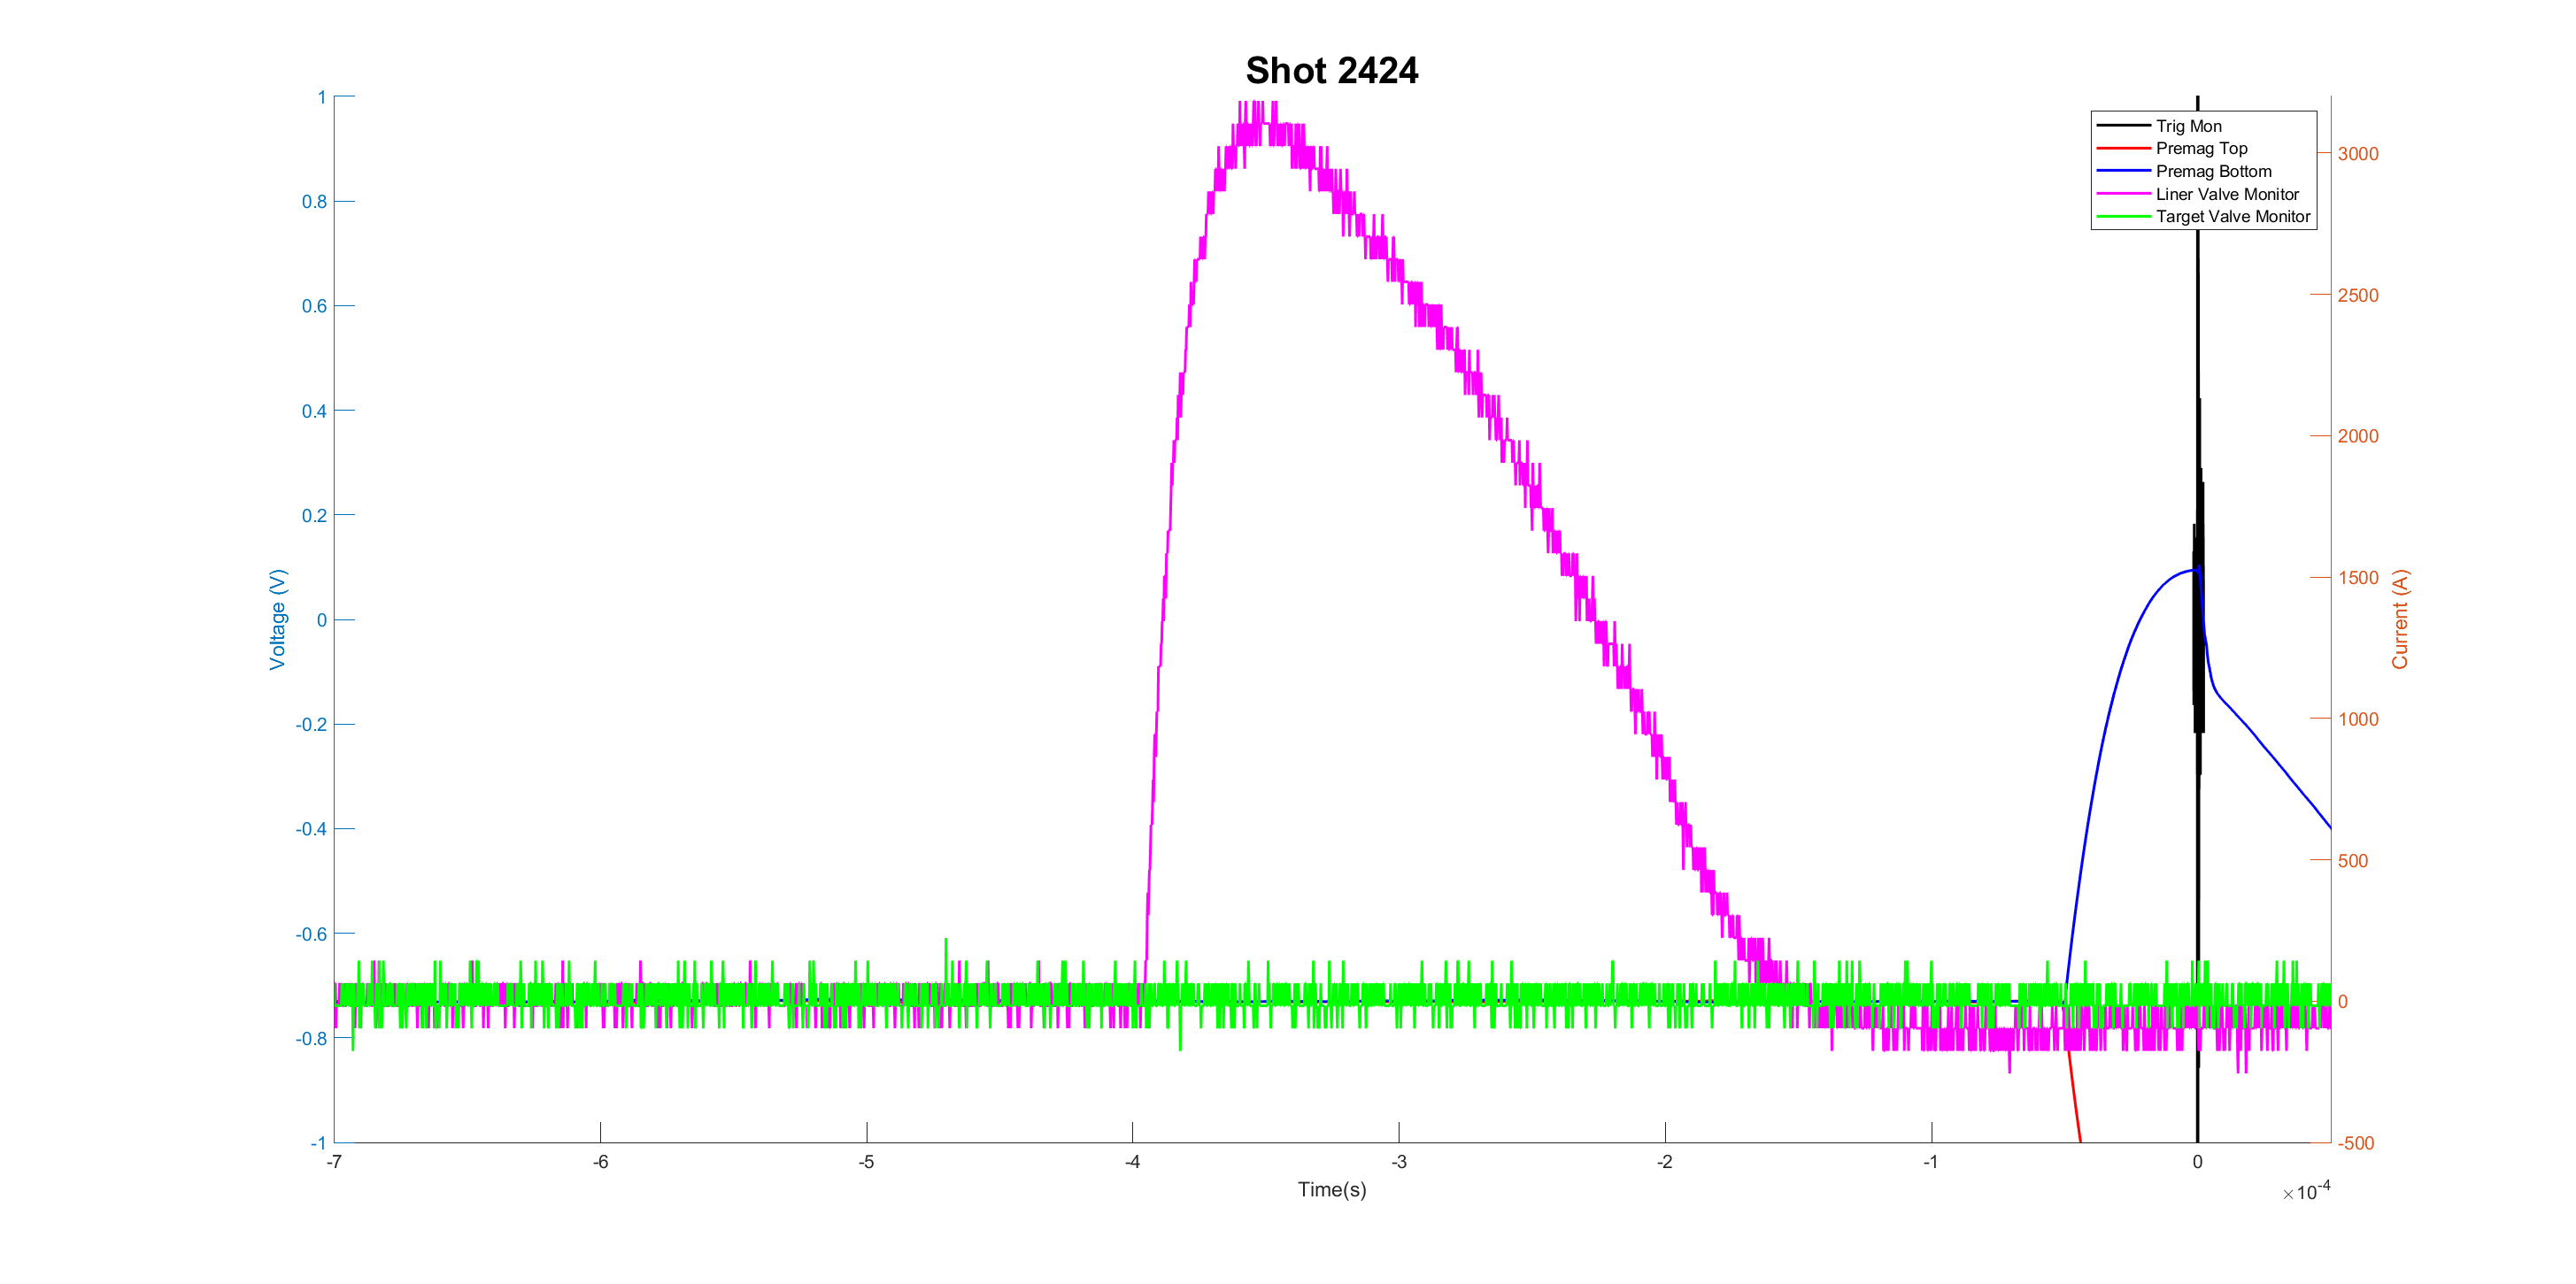 Shot 2424
1
0.8
0.6
0.4
0.2
0
-0.2
-0.4
-0.6
-0.8
-1
Voltage (V)
Trig Mon
Premag Top
Premag Bottom
Liner Valve Monitor
Target Valve Monitor
3000
2500
2000
1500
1000
500
0
-500
Current (A)
-7 -6 -5 -4 -3 -2 -1 0
Time(s)
×10-4